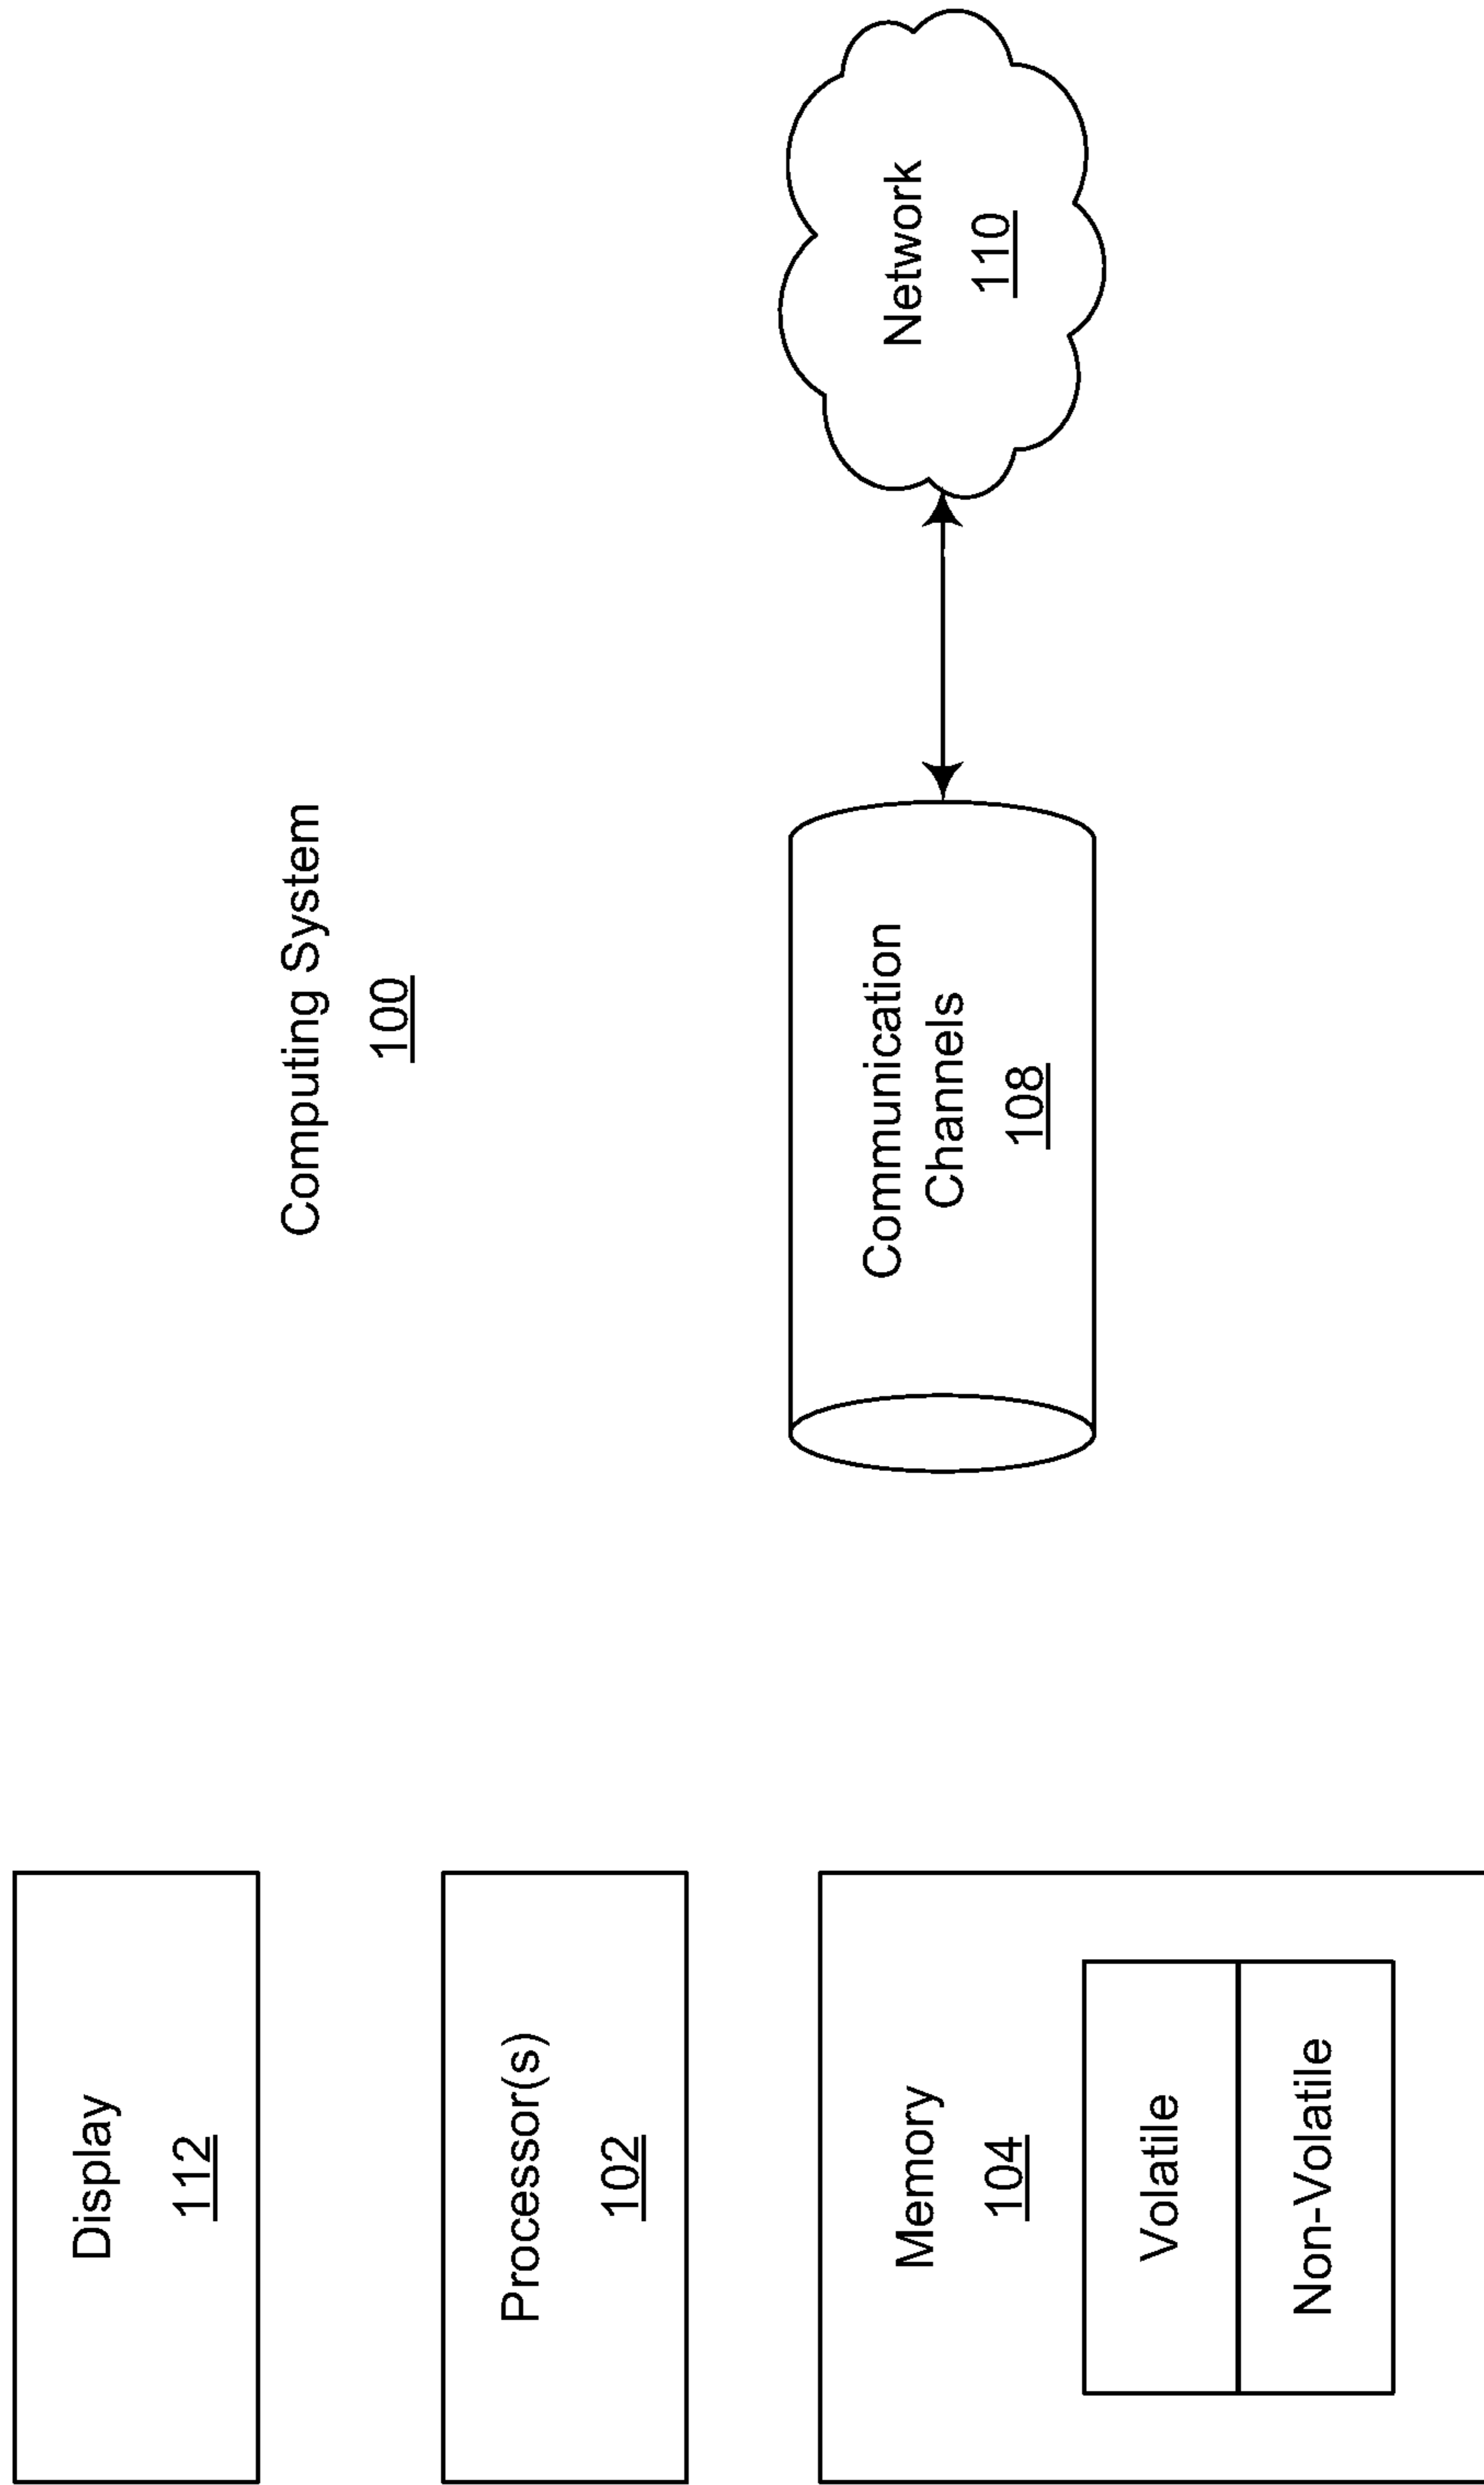 Computing System
100
Display
112
Processor(s)
102
Memory
104
Volatile
Non-Volatile
Communication
Channels
108
Network
110